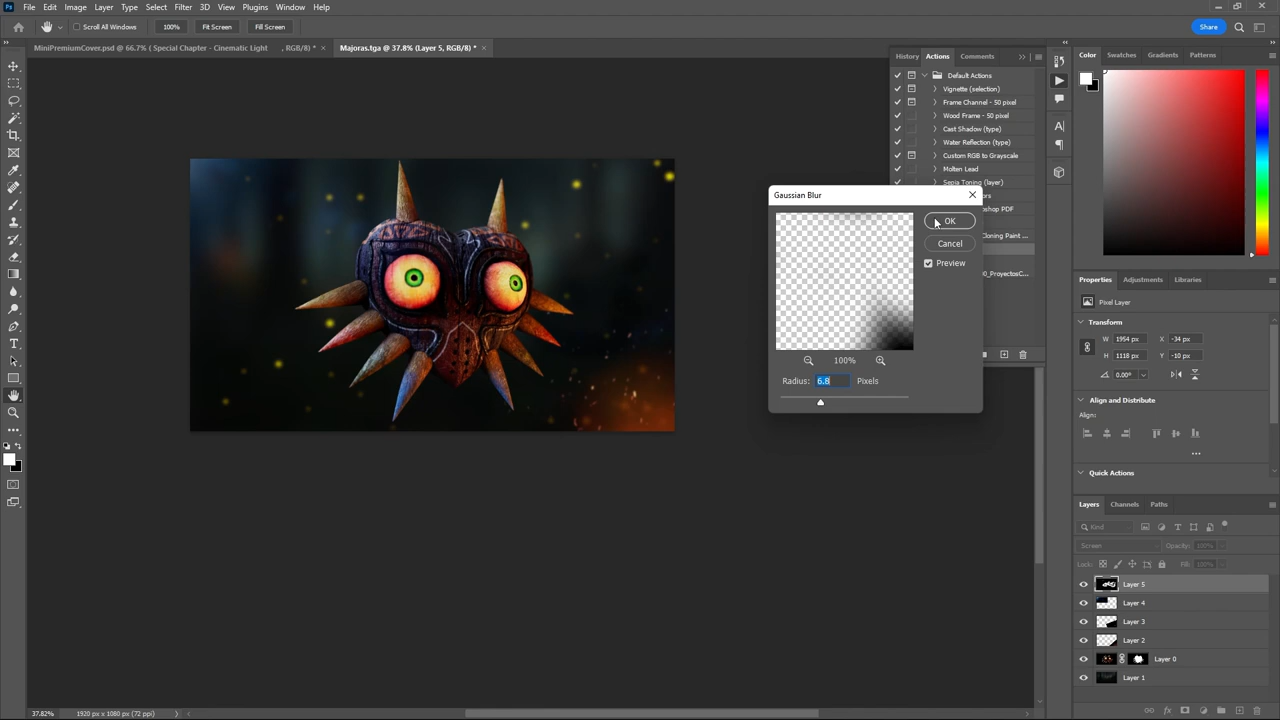 Ps File Edit Image Layer Type Select Filter 3D View Plugins Window Help
Scroll All Windows 100% Fit Screen Fill Screen Share
MiniPremiumCover.psd @ 66.7% ( Special Chapter - Cinematic Light , RGB/8) * ×
Majoras.tga @ 37.8% (Layer 5, RGB/8) * ×
History Actions Comments
Default Actions
Vignette (selection)
Frame Channel - 50 pixel
Wood Frame - 50 pixel
Cast Shadow (type)
Water Reflection (type)
Custom RGB to Grayscale
Molten Lead
Sepia Toning (layer)
Cloning Paint ...
Gaussian Blur
OK
Cancel
Preview
100%
Radius: 6.8 Pixels
Color Swatches Gradients Patterns
Properties Adjustments Libraries
Pixel Layer
Transform
W 1954 px X -34 px
H 1118 px Y -10 px
0.00°
Align and Distribute
Align:
Quick Actions
Layers Channels Paths
Kind
Screen Opacity: 100%
Lock: Fill: 100%
Layer 5
Layer 4
Layer 3
Layer 2
Layer 0
Layer 1
37.82% 1920 px x 1080 px (72 ppi)